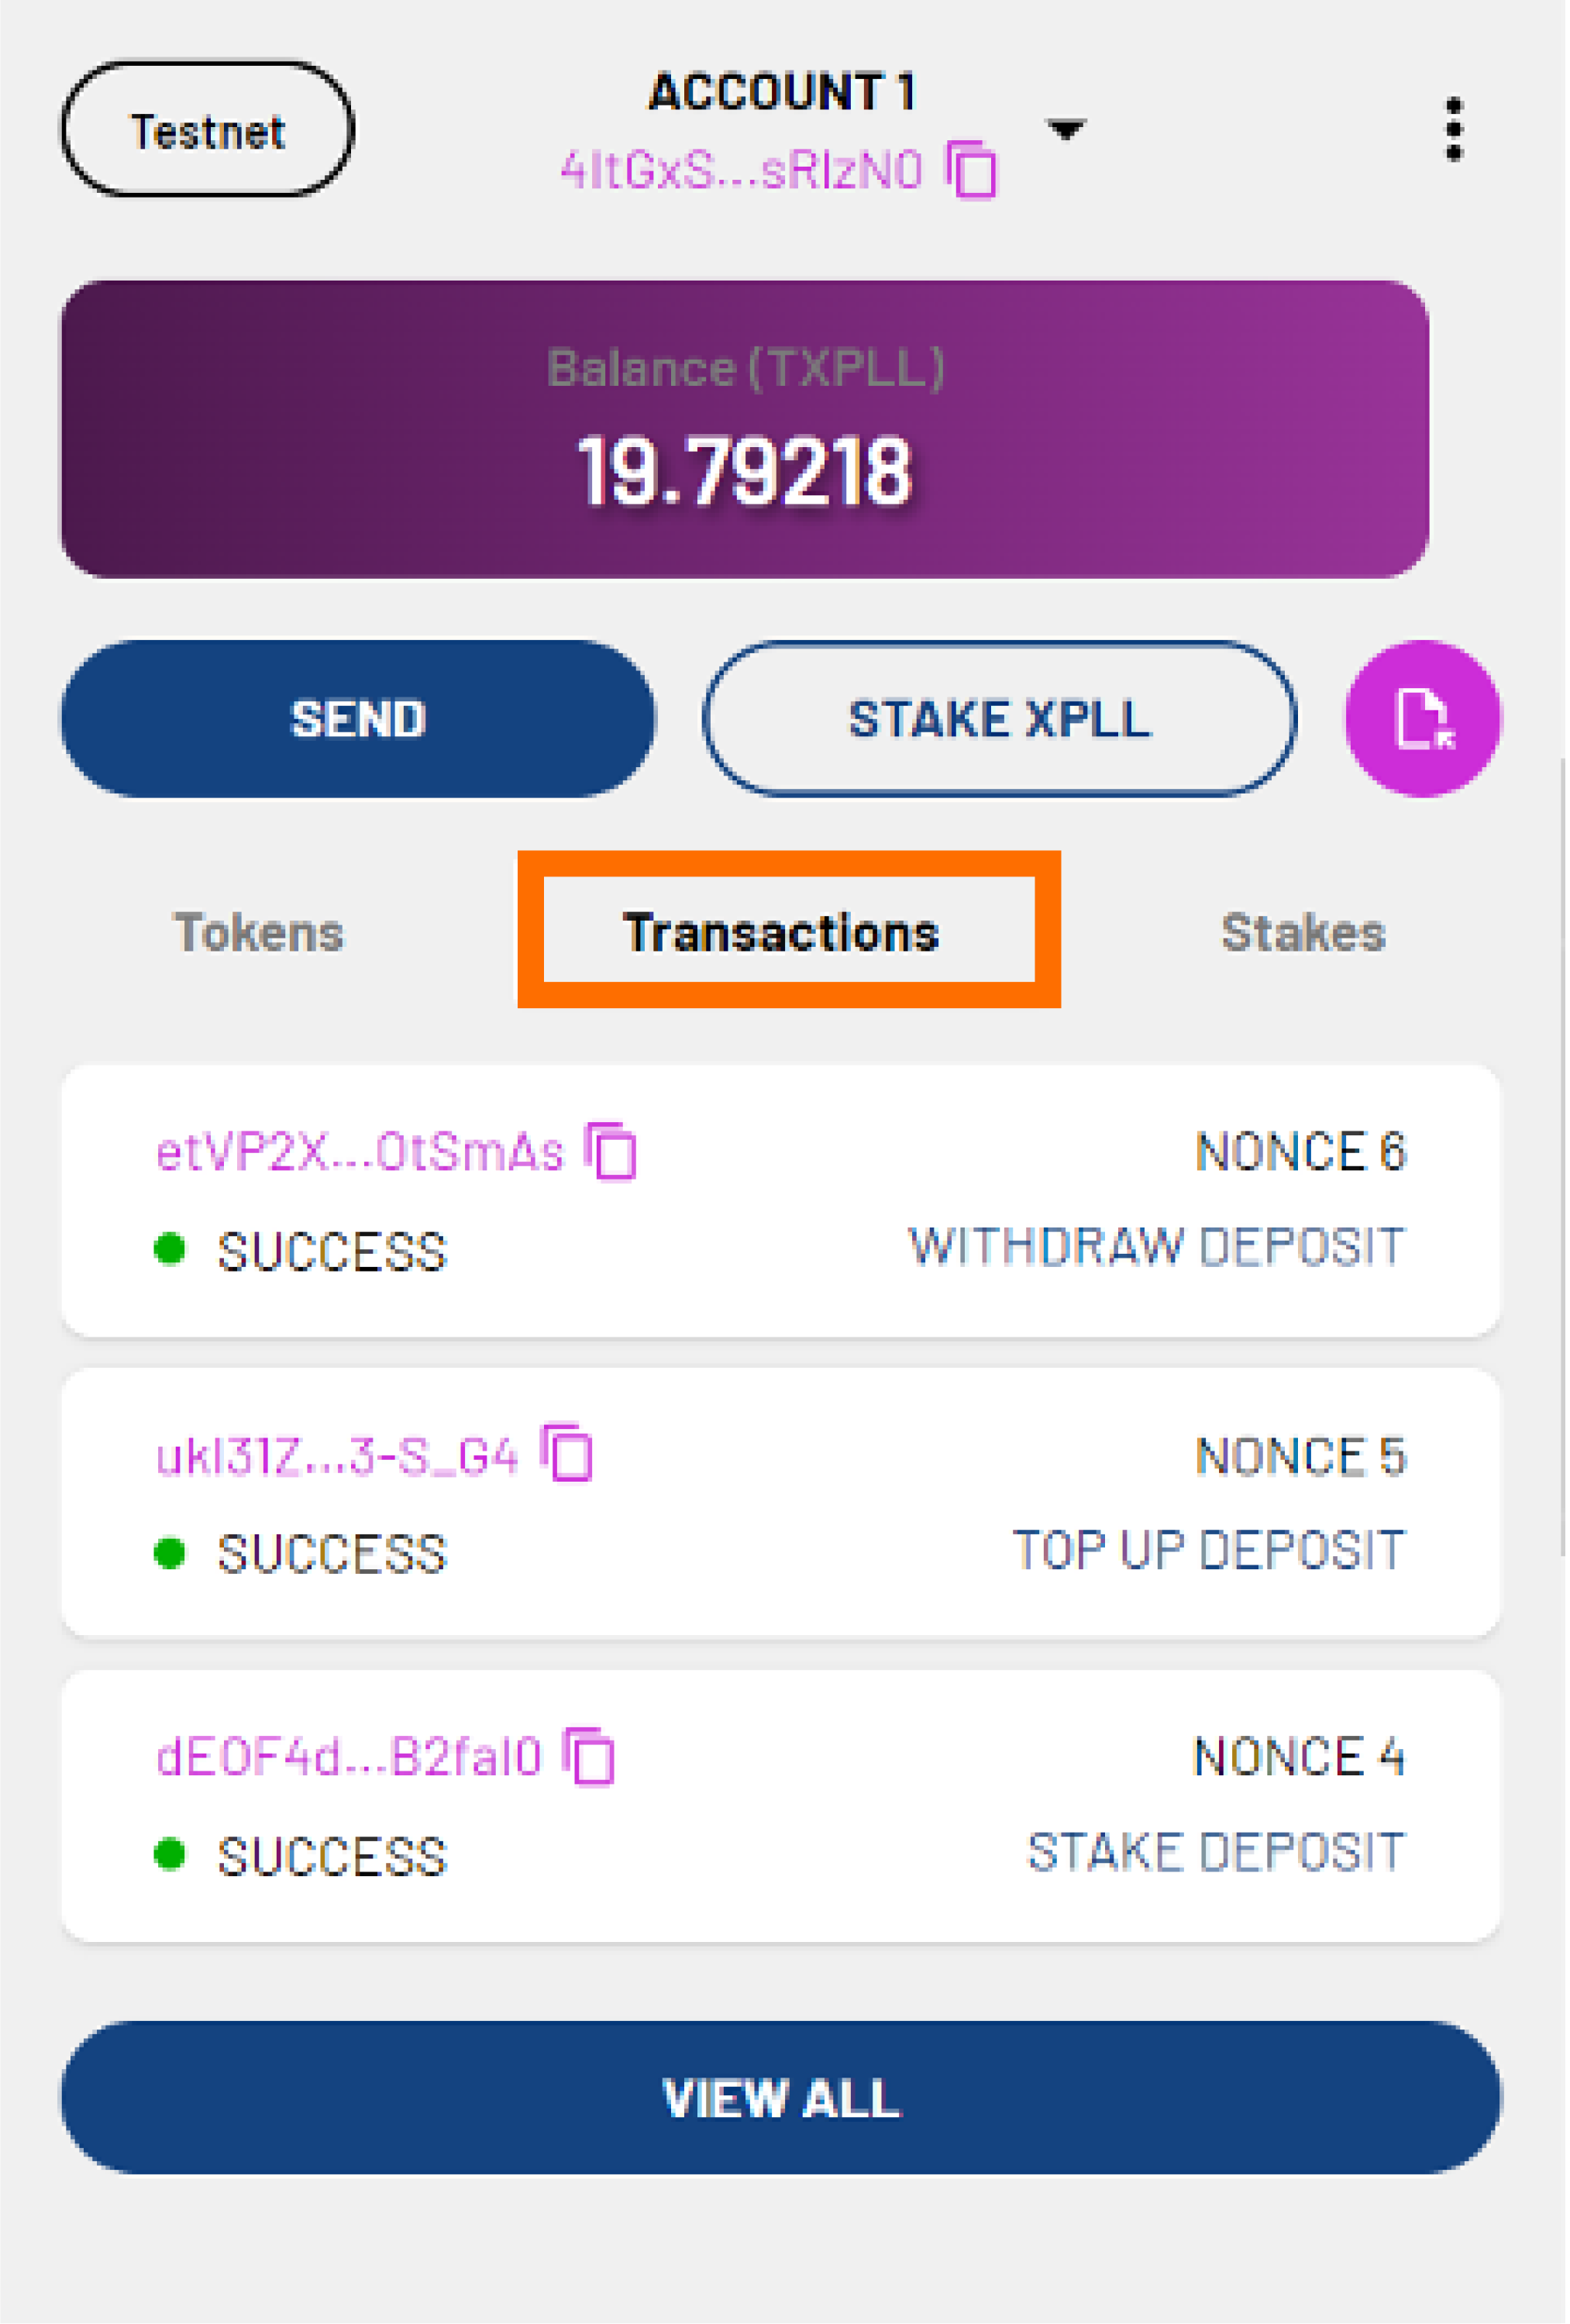 Testnet
ACCOUNT 1
4ItGxS...sRIzN0
Balance (TXPLL)
19.79218
SEND
STAKE XPLL
Tokens
Transactions
Stakes
etVP2X...OtSmAs
NONCE 6
SUCCESS
WITHDRAW DEPOSIT
ukI31Z...3-S_G4
NONCE 5
SUCCESS
TOP UP DEPOSIT
dEOF4d...B2faI0
NONCE 4
SUCCESS
STAKE DEPOSIT
VIEW ALL